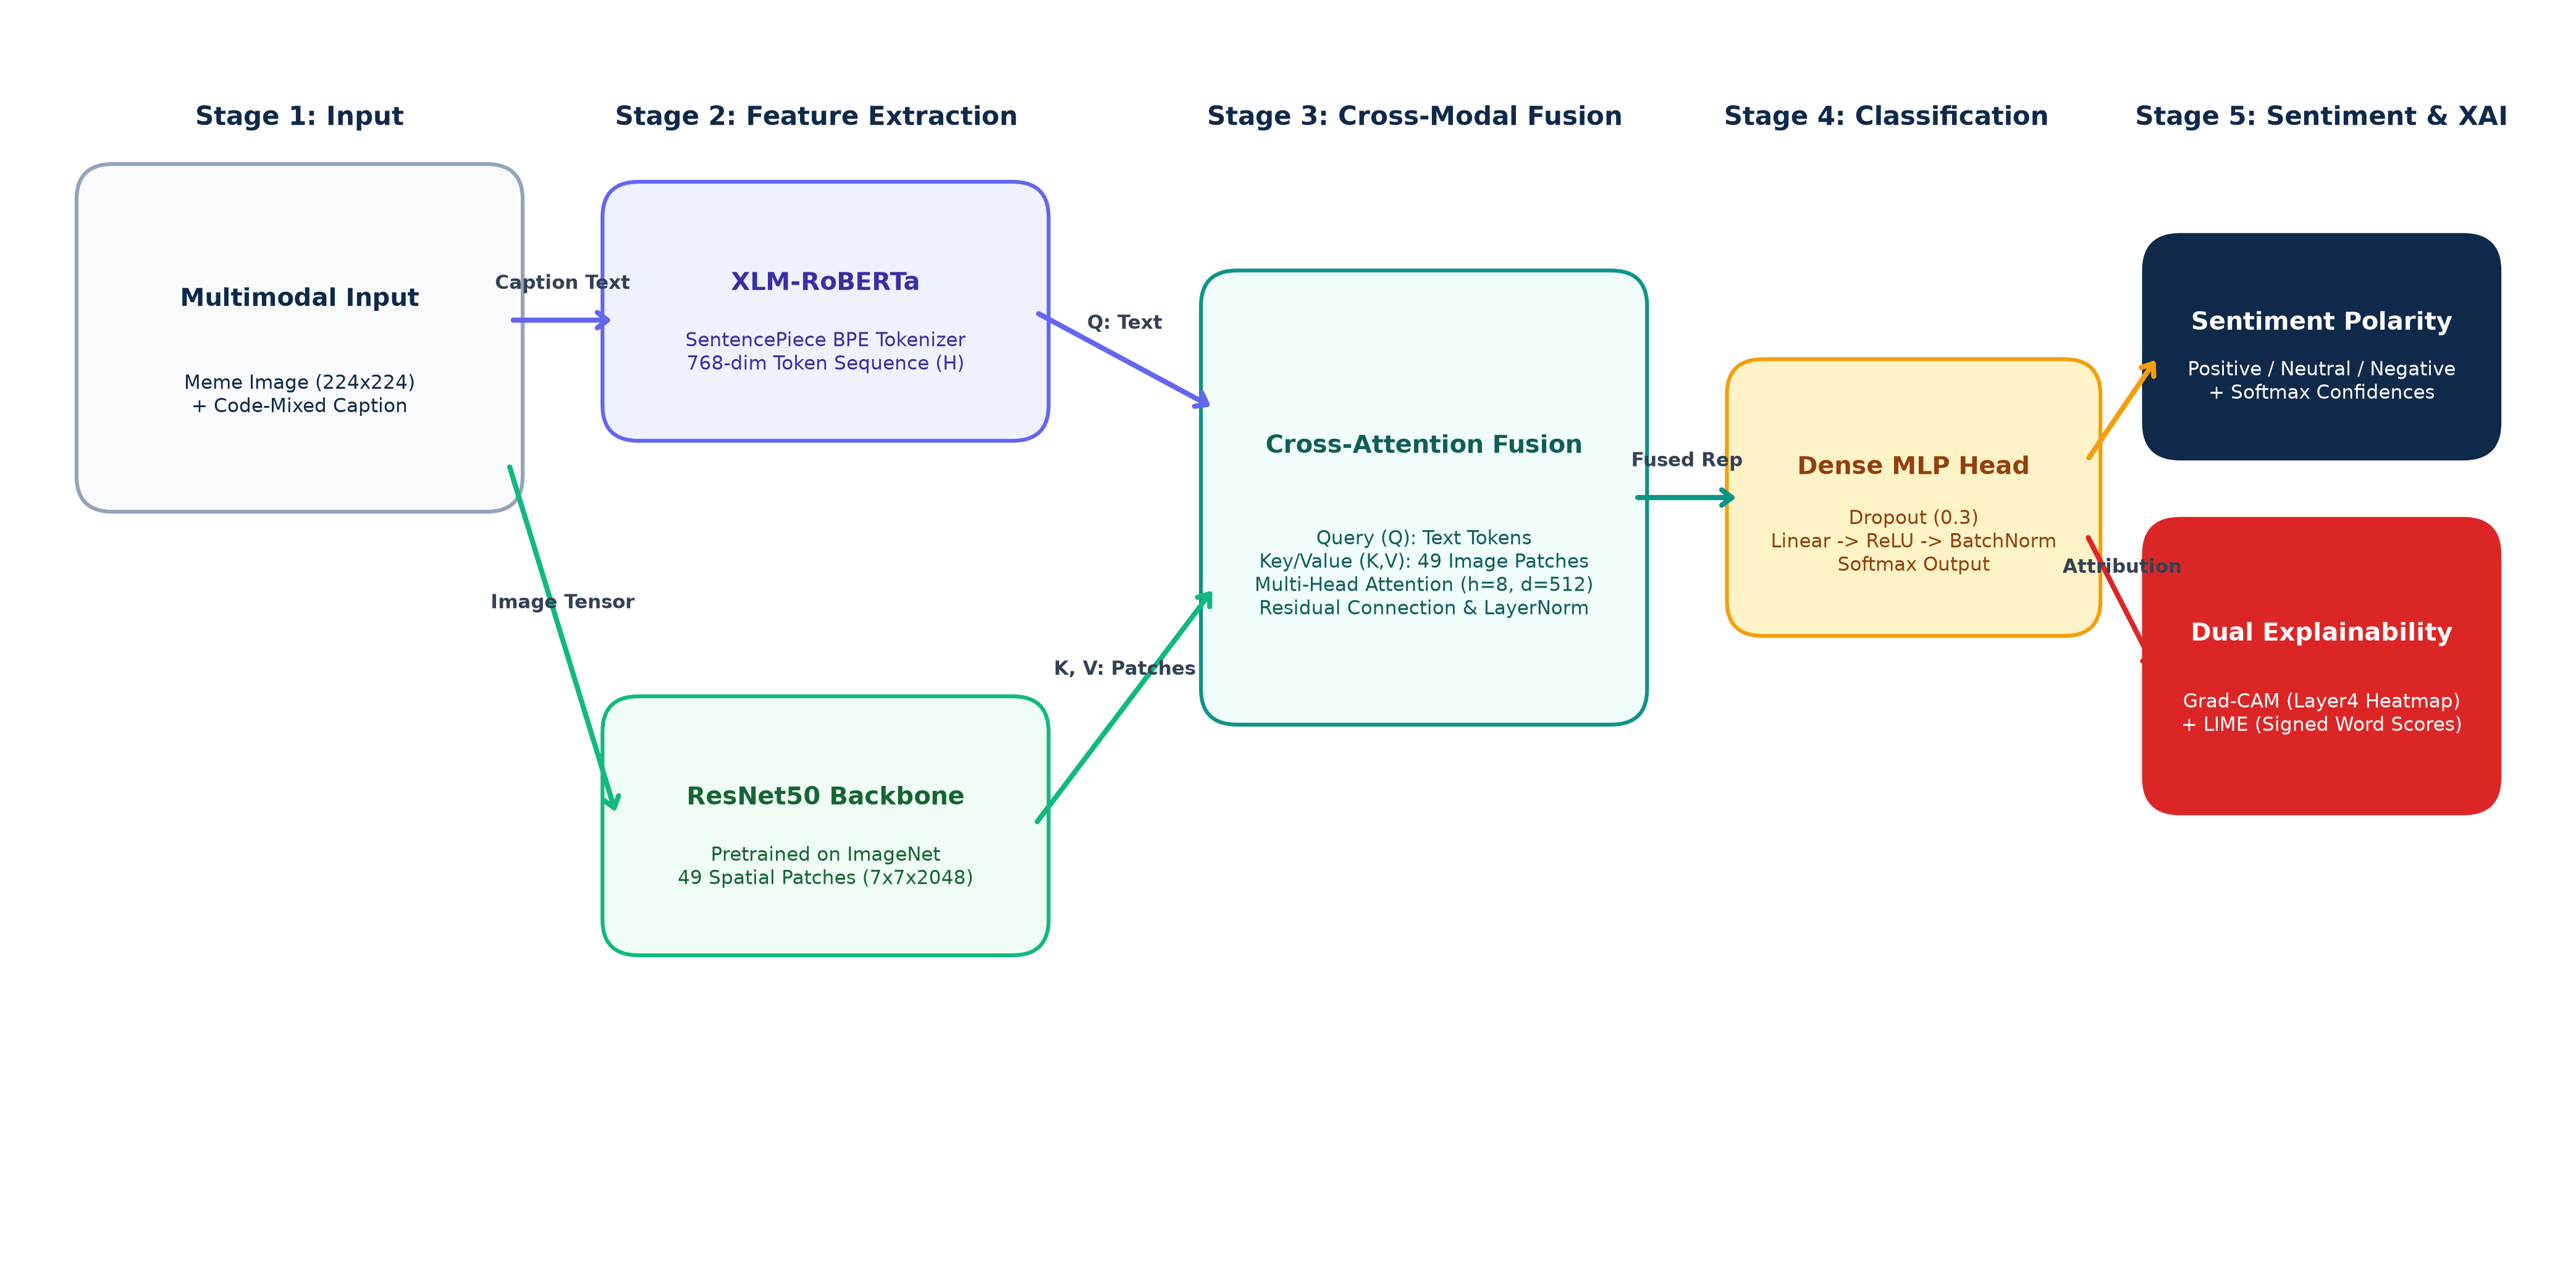 Stage 1: Input
Stage 2: Feature Extraction
Stage 3: Cross-Modal Fusion
Stage 4: Classification
Stage 5: Sentiment & XAI
Multimodal Input
Meme Image (224x224)
+ Code-Mixed Caption
Caption Text
Image Tensor
XLM-RoBERTa
SentencePiece BPE Tokenizer
768-dim Token Sequence (H)
ResNet50 Backbone
Pretrained on ImageNet
49 Spatial Patches (7x7x2048)
Q: Text
K, V: Patches
Cross-Attention Fusion
Query (Q): Text Tokens
Key/Value (K,V): 49 Image Patches
Multi-Head Attention (h=8, d=512)
Residual Connection & LayerNorm
Fused Rep
Dense MLP Head
Dropout (0.3)
Linear -> ReLU -> BatchNorm
Softmax Output
Attribution
Sentiment Polarity
Positive / Neutral / Negative
+ Softmax Confidences
Dual Explainability
Grad-CAM (Layer4 Heatmap)
+ LIME (Signed Word Scores)